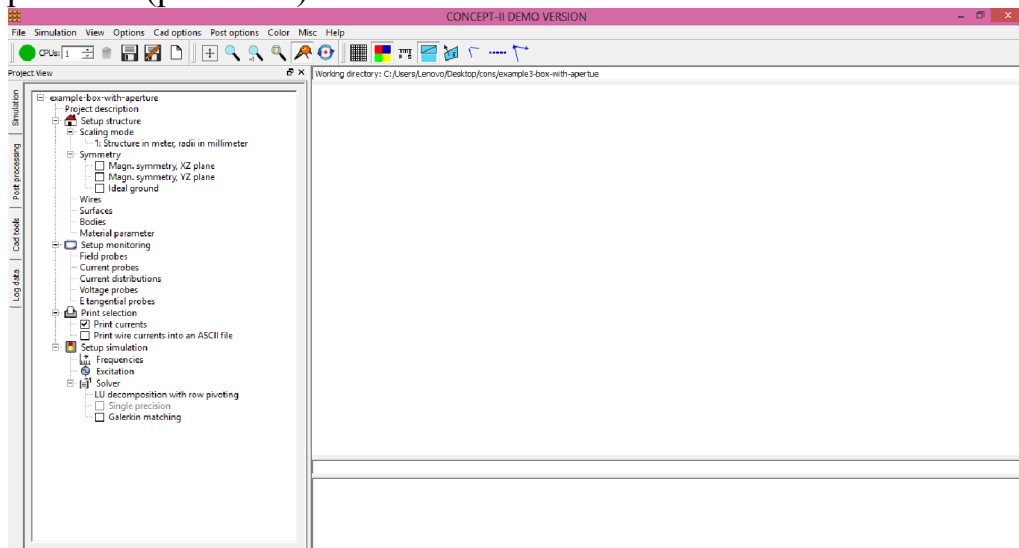 CONCEPT-II DEMO VERSION
File Simulation View Options Cad options Post options Color Misc Help
CPUs: 1
Project View
Working directory: C:/Users/Lenovo/Desktop/cons/example3-box-with-apertue
Simulation
Post processing
Cad tools
Log data
example-box-with-aperture
Project description
Setup structure
Scaling mode
1: Structure in meter, radii in millimeter
Symmetry
Magn. symmetry, XZ plane
Magn. symmetry, YZ plane
Ideal ground
Wires
Surfaces
Bodies
Material parameter
Setup monitoring
Field probes
Current probes
Current distributions
Voltage probes
E tangential probes
Print selection
Print currents
Print wire currents into an ASCII file
Setup simulation
Frequencies
Excitation
Solver
LU decomposition with row pivoting
Single precision
Galerkin matching